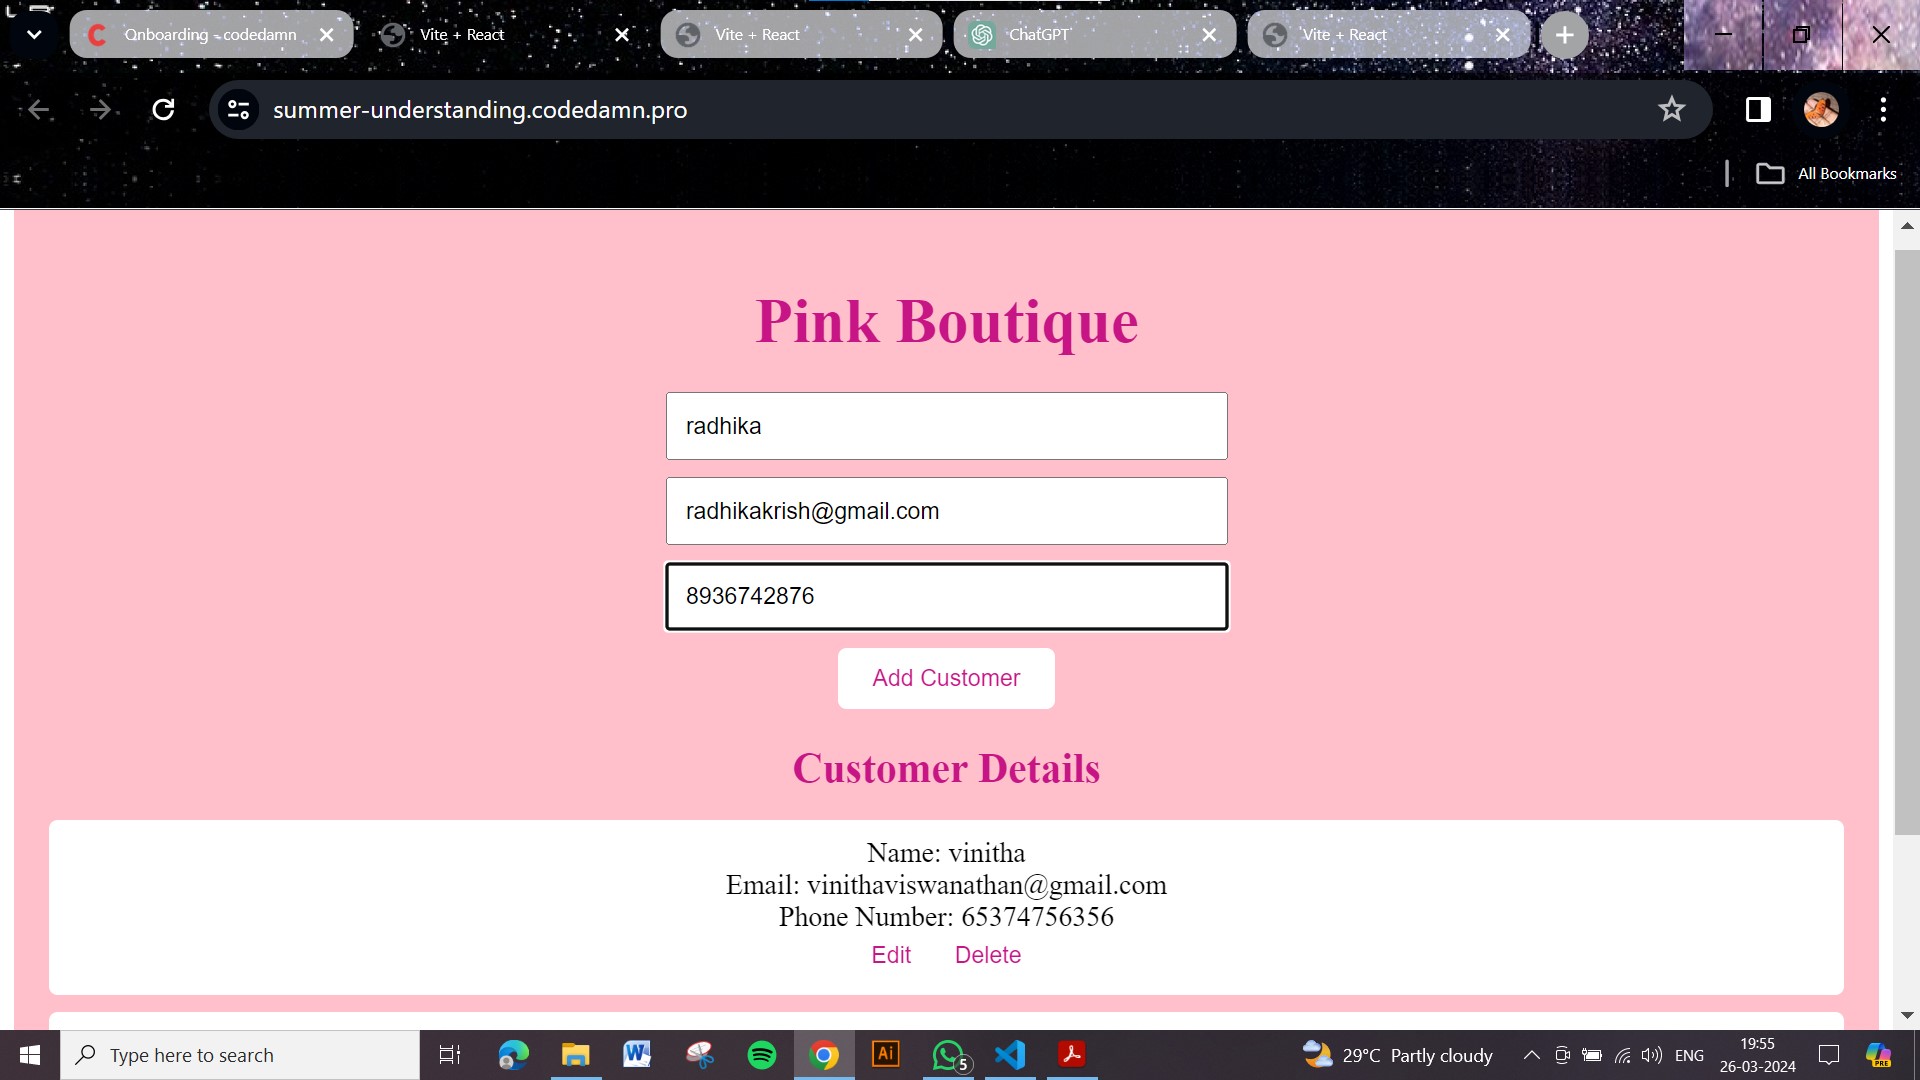 Onboarding - codedamn
Vite + React
Vite + React
ChatGPT
Vite + React
summer-understanding.codedamn.pro
All Bookmarks
Pink Boutique
radhika
radhikakrish@gmail.com
8936742876
Add Customer
Customer Details
Name: vinitha
Email: vinithaviswanathan@gmail.com
Phone Number: 65374756356
Edit Delete
Type here to search
W
Ai
5
29°C Partly cloudy
ENG
19:55
26-03-2024
PRE